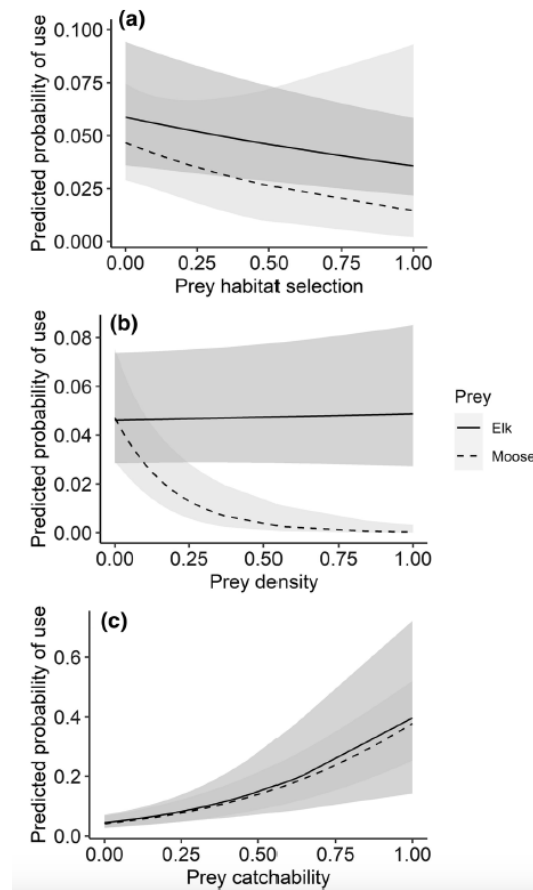 (a)
Predicted probability of use
0.100
0.075
0.050
0.025
0.000
0.00 0.25 0.50 0.75 1.00
Prey habitat selection
(b)
Predicted probability of use
0.08
0.06
0.04
0.02
0.00
0.00 0.25 0.50 0.75 1.00
Prey density
Prey
Elk
Moose
(c)
Predicted probability of use
0.6
0.4
0.2
0.0
0.00 0.25 0.50 0.75 1.00
Prey catchability